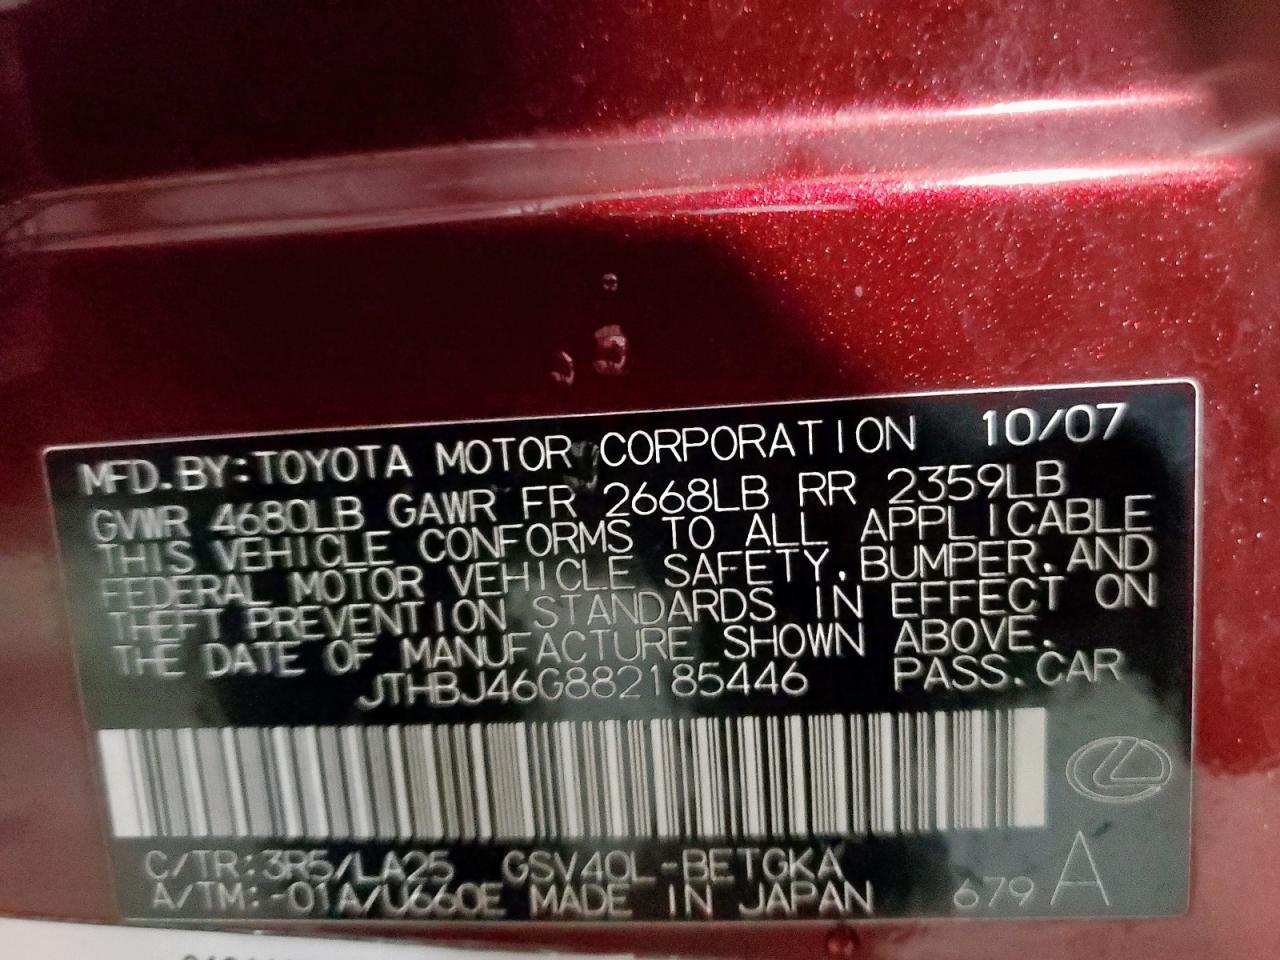 MFD.BY:TOYOTA MOTOR CORPORATION 10/07
GVWR 4680LB GAWR FR 2668LB RR 2359LB
THIS VEHICLE CONFORMS TO ALL APPLICABLE
FEDERAL MOTOR VEHICLE SAFETY,BUMPER,AND
THEFT PREVENTION STANDARDS IN EFFECT ON
THE DATE OF MANUFACTURE SHOWN ABOVE.
JTHBJ46G882185446 PASS.CAR
C/TR:3R5/LA25 GSV40L-BETGKA
A/TM:-01A/U660E MADE IN JAPAN 679 A